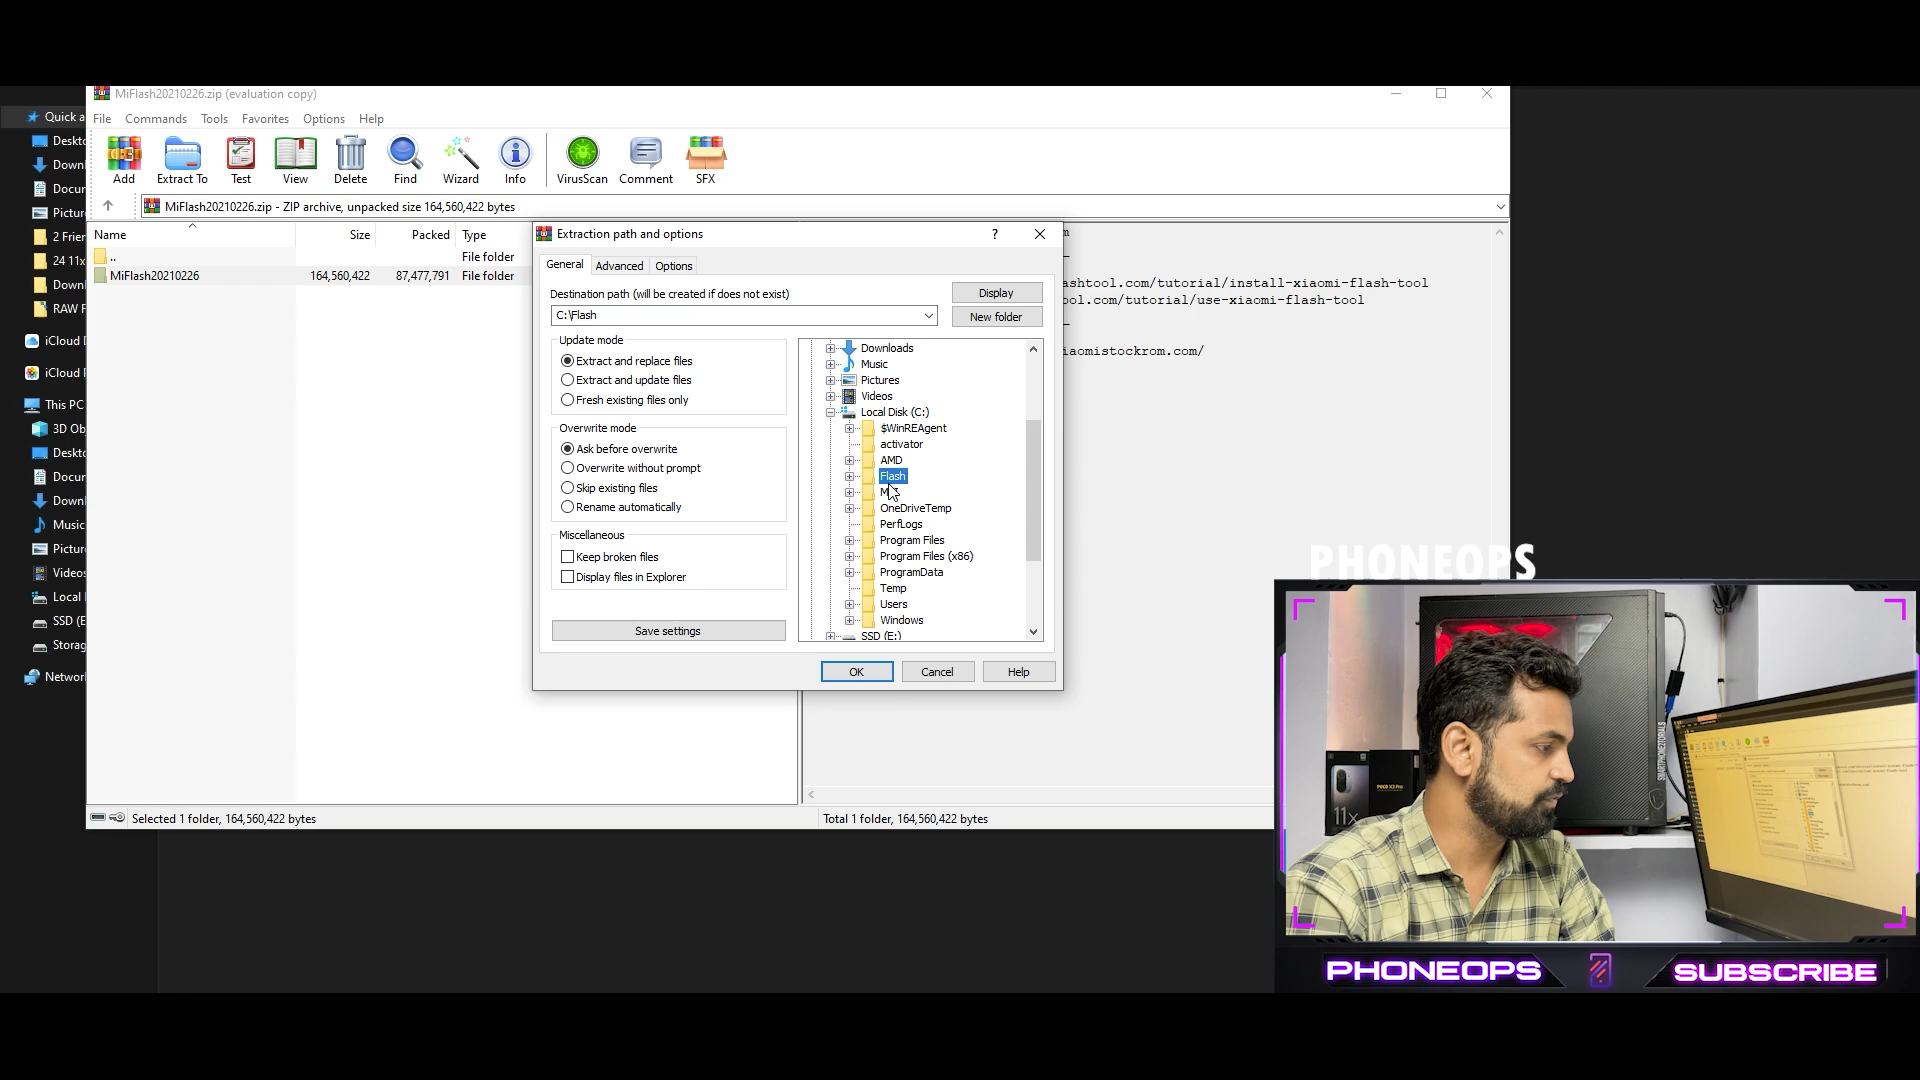 MiFlash20210226.zip (evaluation copy)
File Commands Tools Favorites Options Help
Add Extract To Test View Delete Find Wizard Info VirusScan Comment SFX
MiFlash20210226.zip - ZIP archive, unpacked size 164,560,422 bytes
Name Size Packed Type
.. File folder
MiFlash20210226 164,560,422 87,477,791 File folder
Quick a
Deskto
Down
Docur
Pictur
2 Frier
24 11x
Down
RAW F
iCloud D
iCloud P
This PC
3D Ob
Deskto
Docur
Down
Music
Pictur
Videos
Local
SSD (E
Storag
Networ
Extraction path and options
General Advanced Options
Destination path (will be created if does not exist)
Display
C:\Flash
New folder
Update mode
Extract and replace files
Extract and update files
Fresh existing files only
Overwrite mode
Ask before overwrite
Overwrite without prompt
Skip existing files
Rename automatically
Miscellaneous
Keep broken files
Display files in Explorer
Save settings
Downloads
Music
Pictures
Videos
Local Disk (C:)
$WinREAgent
activator
AMD
Flash
OneDriveTemp
PerfLogs
Program Files
Program Files (x86)
ProgramData
Temp
Users
Windows
SSD (E:)
OK Cancel Help
m
ashtool.com/tutorial/install-xiaomi-flash-tool
ol.com/tutorial/use-xiaomi-flash-tool
iaomistockrom.com/
Selected 1 folder, 164,560,422 bytes
Total 1 folder, 164,560,422 bytes
PHONEOPS
SMARTPHONE2TORIALS
11x
POCO X3 Pro
PHONEOPS
SUBSCRIBE